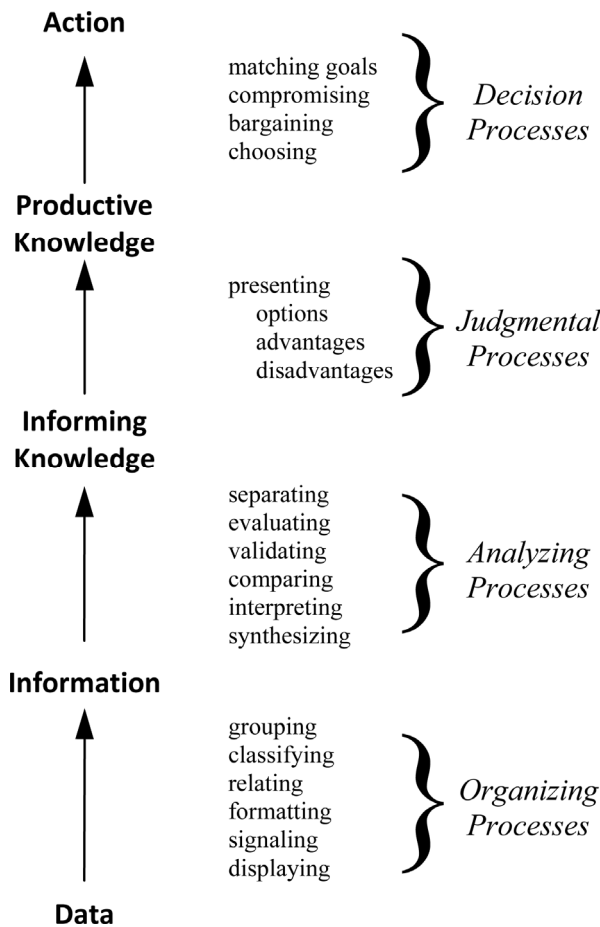 Action
matching goals
compromising
bargaining
choosing
Decision
Processes
Productive
Knowledge
presenting
options
advantages
disadvantages
Judgmental
Processes
Informing
Knowledge
separating
evaluating
validating
comparing
interpreting
synthesizing
Analyzing
Processes
Information
grouping
classifying
relating
formatting
signaling
displaying
Organizing
Processes
Data